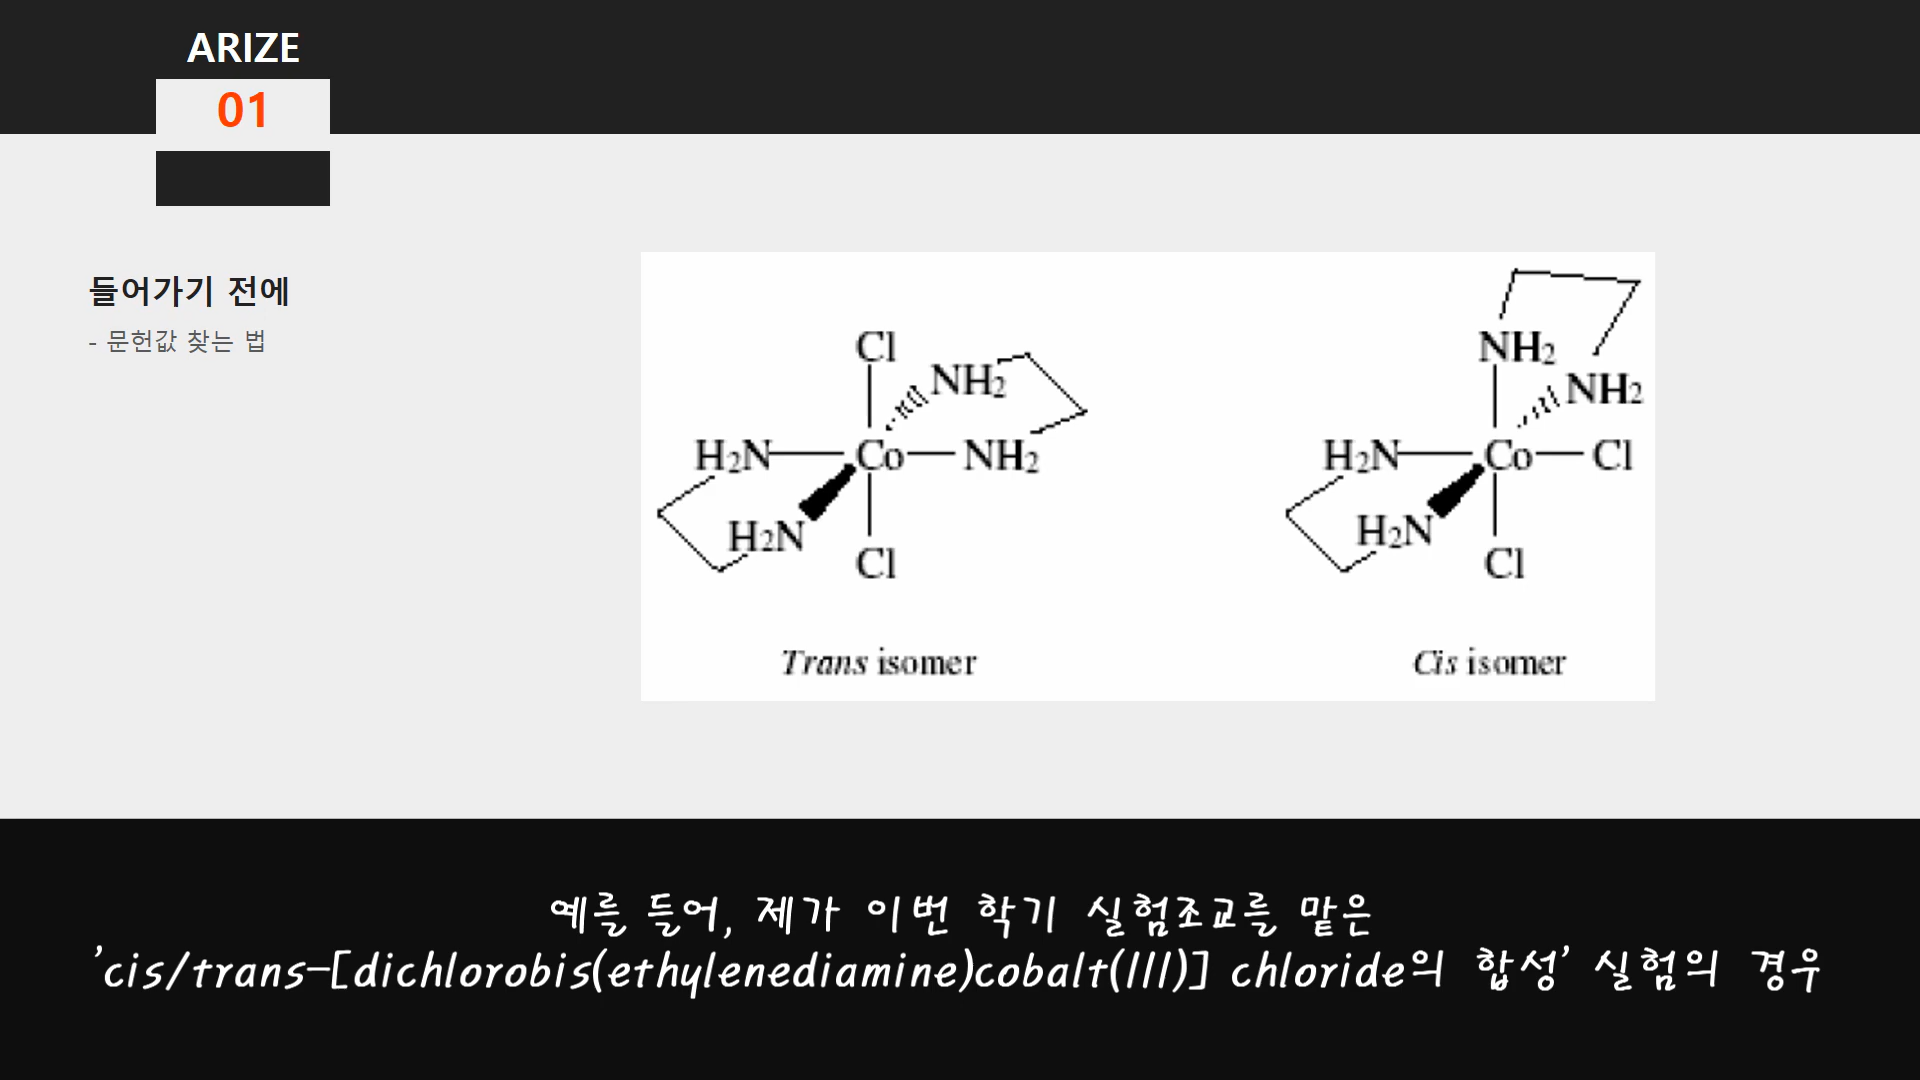 ARIZE
01
들어가기 전에
- 문헌값 찾는 법
Cl
NH2
H2N Co NH2
H2N
Cl
Trans isomer
NH2
NH2
H2N Co Cl
H2N
Cl
Cis isomer
예를 들어, 제가 이번 학기 실험조교를 맡은
'cis/trans-[dichlorobis(ethylenediamine)cobalt(III)] chloride의 합성' 실험의 경우